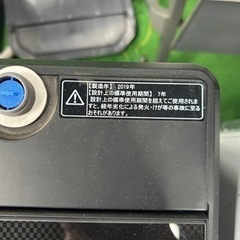 【製造年】2019年
【設計上の標準使用期間】7年
設計上の標準使用期間を超えてご使用されますと、経年劣化による発火・けが等の事故に至るおそれがあります。